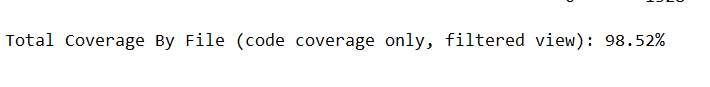 Total Coverage By File (code coverage only, filtered view): 98.52%